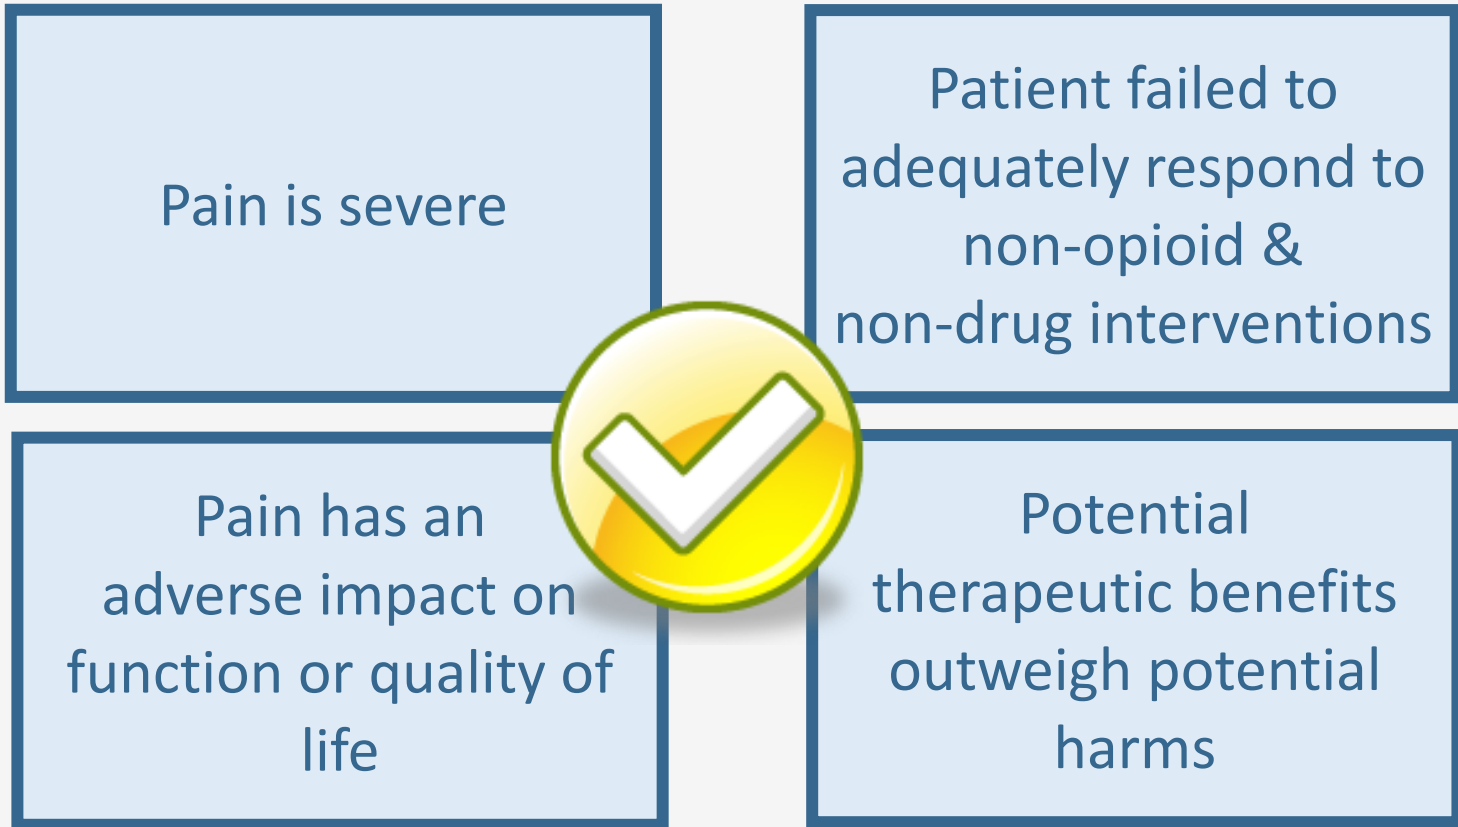 Pain is severe
Patient failed to
adequately respond to
non-opioid &
non-drug interventions
Pain has an
adverse impact on
function or quality of
life
Potential
therapeutic benefits
outweigh potential
harms